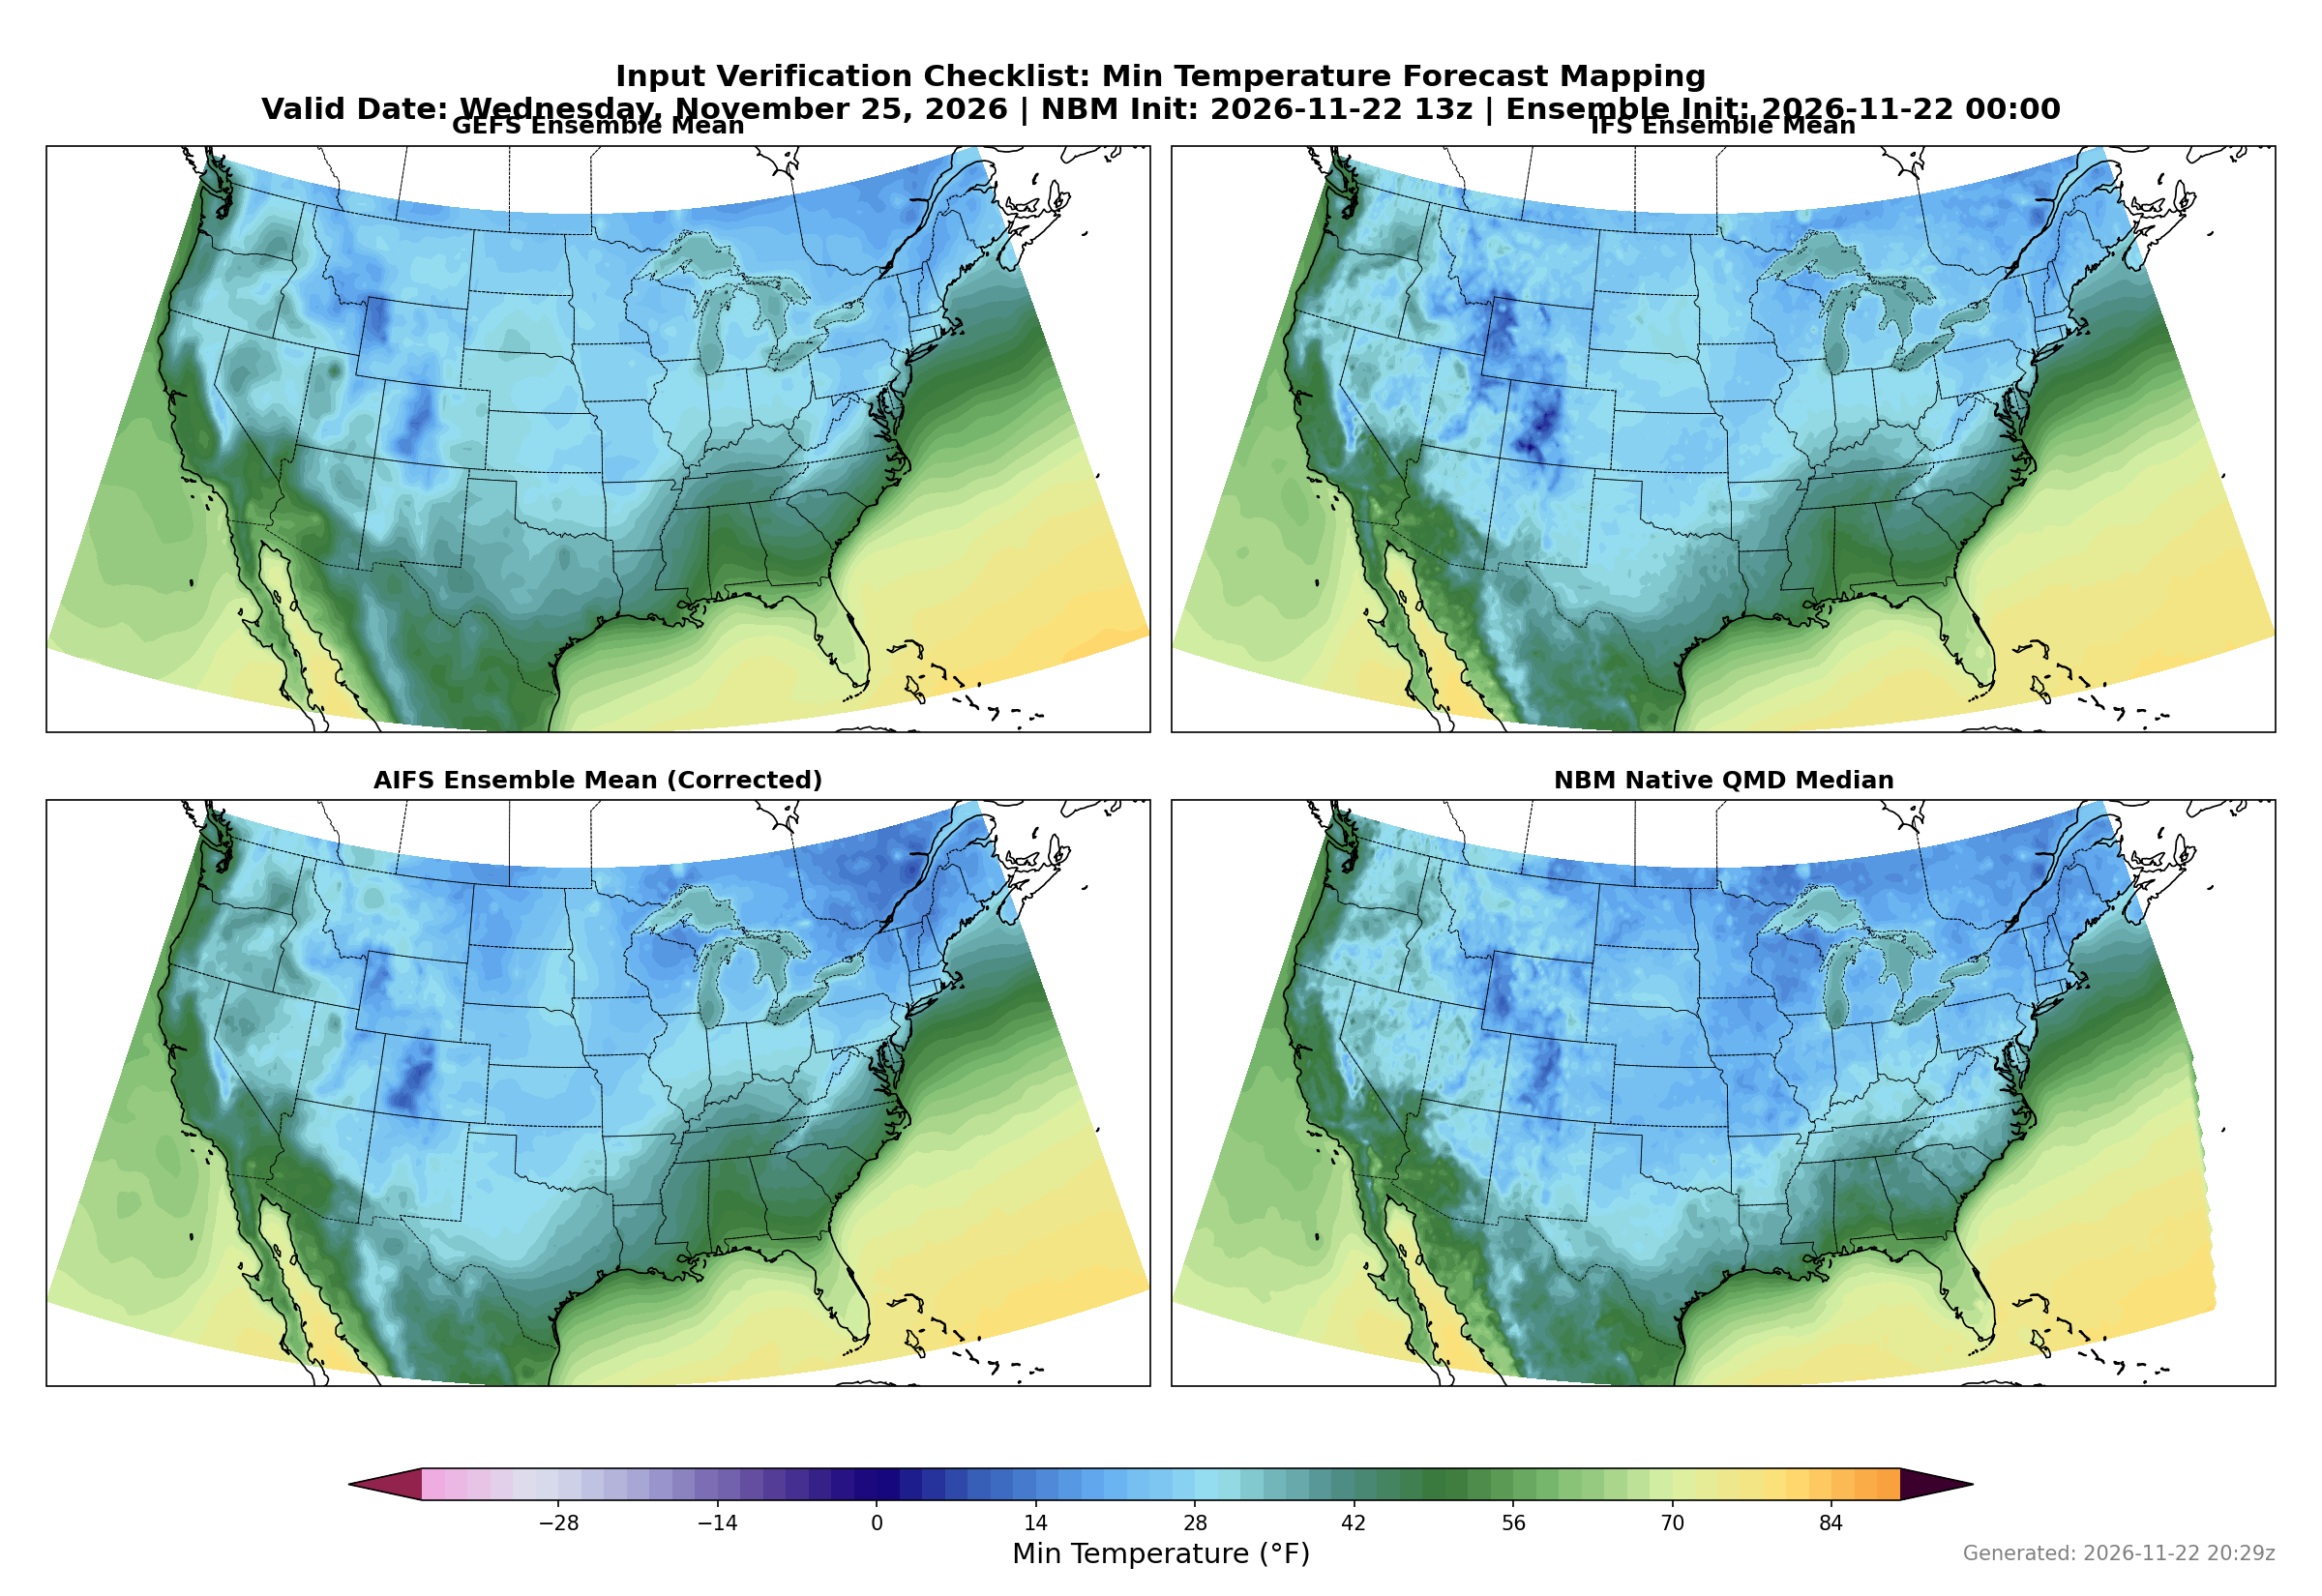 Input Verification Checklist: Min Temperature Forecast Mapping
Valid Date: Wednesday, November 25, 2026 | NBM Init: 2026-11-22 13z | Ensemble Init: 2026-11-22 00:00
GEFS Ensemble Mean
IFS Ensemble Mean
AIFS Ensemble Mean (Corrected)
NBM Native QMD Median
−28 −14 0 14 28 42 56 70 84
Min Temperature (°F)
Generated: 2026-11-22 20:29z